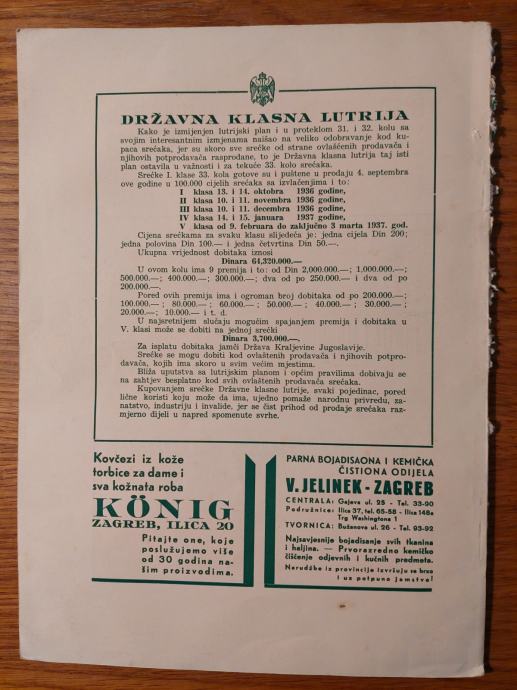 DRŽAVNA KLASNA LUTRIJA
Kako je izmijenjen lutrijski plan i u proteklom 31. i 32. kolu sa
svojim interesantnim izmjenama naišao na veliko odobravanje kod ku-
paca srećaka, jer su skoro sve srećke od strane ovlašćenih prodavača i
njihovih potprodavača rasprodane, to je Državna klasna lutrija taj isti
plan ostavila u važnosti i za tekuće 33. kolo srećaka.
Srećke I. klase 33. kola gotove su i puštene u prodaju 4. septembra
ove godine u 100.000 cijelih srećaka sa izvlačenjima i to:
I klasa 13. i 14. oktobra 1936 godine,
II klasa 10. i 11. novembra 1936 godine,
III klasa 10. i 11. decembra 1936 godine,
IV klasa 14. i 15. januara 1937 godine,
V klasa od 9. februara do zaključno 3 marta 1937. god.
Cijena srećkama za svaku klasu slijedeća je: jedna cijela Din 200;
jedna polovina Din 100.— i jedna četvrtina Din 50.—.
Ukupna vrijednost dobitaka iznosi
Dinara 64,320.000.—
U ovom kolu ima 9 premija i to: od Din 2,000.000.—; 1,000.000.—;
500.000.—; 400.000.—; 300.000.—; dva od po 250.000.— i dva od po
200.000.—.
Pored ovih premija ima i ogroman broj dobitaka od po 200.000.—;
100.000.— ; 80.000.— ; 60.000.— ; 50.000.— ; 40.000.— ; 30.000.— ;
20.000.—; 10.000.— i t. d.
U najsretnijem slučaju mogućim spajanjem premija i dobitaka u
V. klasi može se dobiti na jednoj srećki
Dinara 3,700.000.—.
Za isplatu dobitaka jamči Država Kraljevine Jugoslavije.
Srećke se mogu dobiti kod ovlaštenih prodavača i njihovih potpro-
davača, kojih ima skoro u svim većim mjestima.
Bliža uputstva sa lutrijskim planom i općim pravilima dobivaju se
na zahtjev besplatno kod svih ovlaštenih prodavača srećaka.
Kupovanjem srećke Državne klasne lutrije, svaki pojedinac, pored
lične koristi koju može da ima, ujedno pomaže narodnu privredu, za-
natstvo, industriju i invalide, jer se čist prihod od prodaje srećaka raz-
mjerno dijeli u napred spomenute svrhe.
Kovčezi iz kože
torbice za dame i
sva kožnata roba
KÖNIG
ZAGREB, ILICA 20
Pitajte one, koje
poslužujemo više
od 30 godina na-
šim proizvodima.
PARNA BOJADISAONA I KEMIČKA
ČISTIONA ODIJELA
V. JELINEK - ZAGREB
CENTRALA: Gajeva ul. 25 - Tel. 33-90
Podružnice: Ilica 37, tel. 65-58 - Ilica 148a
Trg Washingtona 1
TVORNICA: Bužanova ul. 26 - Tel. 93-92
Najsavjesnije bojadisanje svih tkanina
i haljina. — Prvorazredno kemičko
čišćenje odjevnih i kućnih predmeta.
Narudžbe iz provincije izvršuju se brzo
i uz potpuno jamstvo!